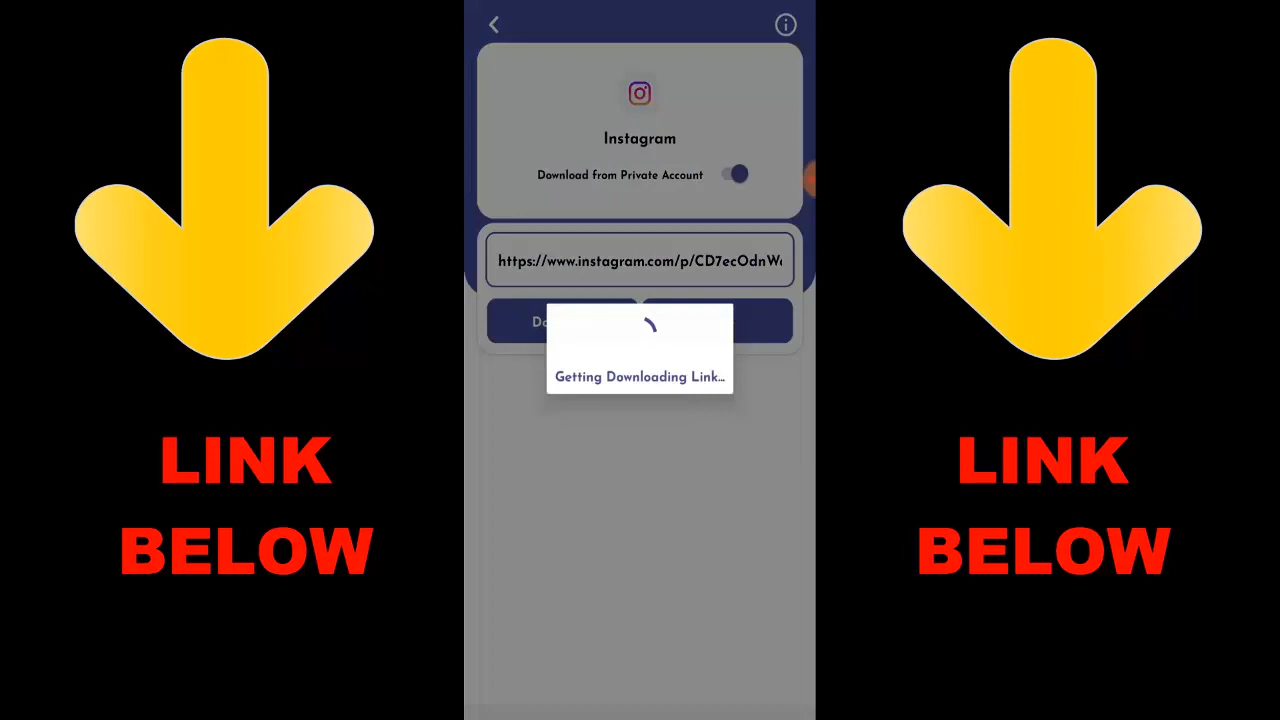 Instagram
Download from Private Account
https://www.instagram.com/p/CD7ecOdnW
Getting Downloading Link...
LINK
BELOW
LINK
BELOW